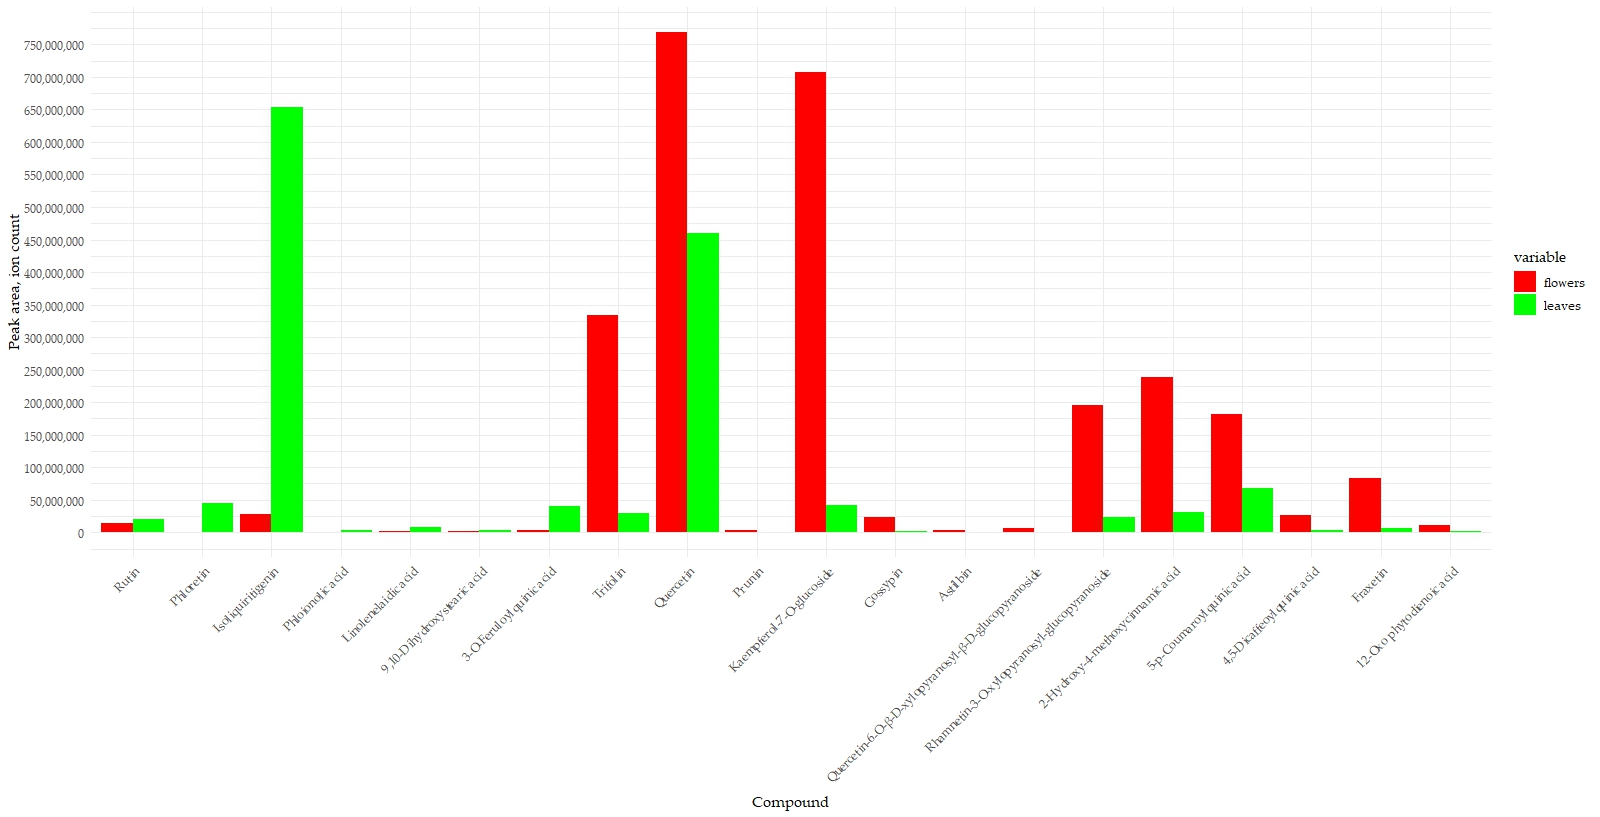 Peak area, ion count
750,000,000
700,000,000
650,000,000
600,000,000
550,000,000
500,000,000
450,000,000
400,000,000
350,000,000
300,000,000
250,000,000
200,000,000
150,000,000
100,000,000
50,000,000
0
Rutin
Phloretin
Isoliquiritigenin
Phloionolic acid
Linolenelaidic acid
9,10-Dihydroxystearic acid
3-O-Feruloylquinic acid
Trifolin
Quercetin
Prunin
Kaempferol-7-O-glucoside
Gossypin
Astilbin
Quercetin-6-O-β-D-xylopyranosyl-β-D-glucopyranoside
Rhamnetin-3-O-xylopyranosyl-glucopyranoside
2-Hydroxy-4-methoxycinnamic acid
5-p-Coumaroylquinic acid
4,5-Dicaffeoylquinic acid
Fraxetin
12-Oxo phytodienoic acid
Compound
variable
flowers
leaves